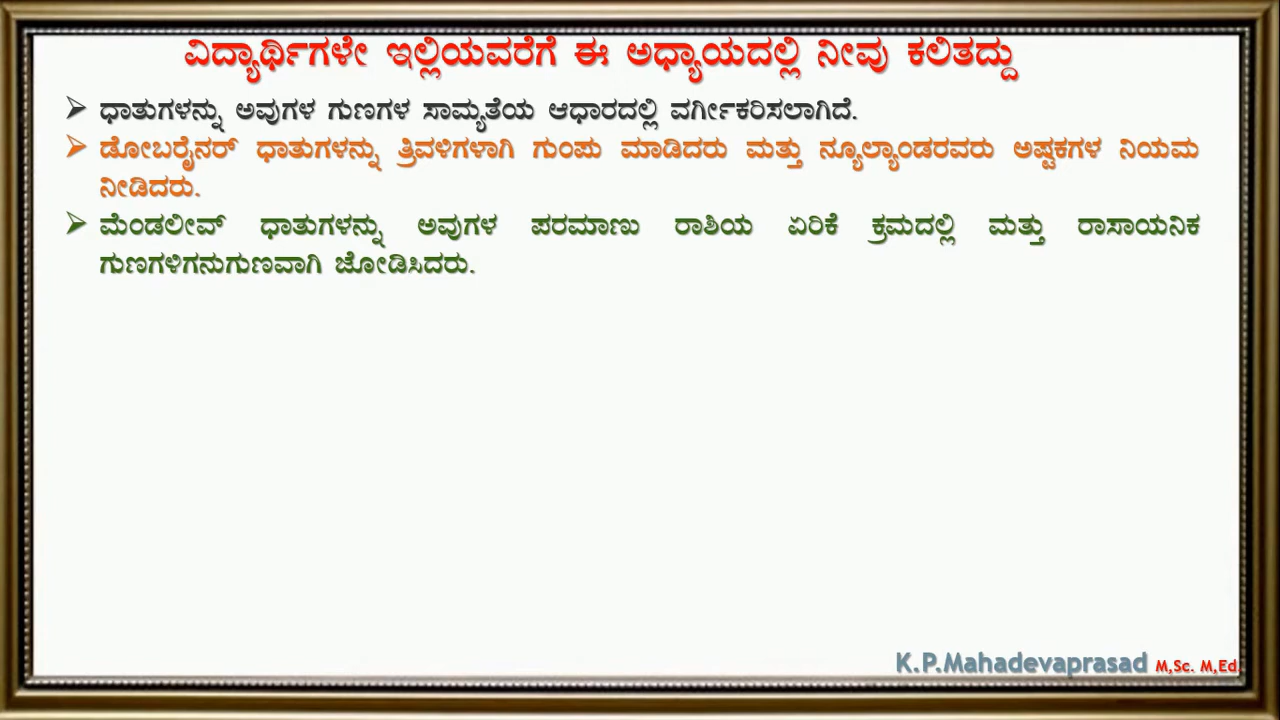 ವಿದ್ಯಾರ್ಥಿಗಳೇ ಇಲ್ಲಿಯವರೆಗೆ ಈ ಅಧ್ಯಾಯದಲ್ಲಿ ನೀವು ಕಲಿತದ್ದು
➢ ಧಾತುಗಳನ್ನು ಅವುಗಳ ಗುಣಗಳ ಸಾಮ್ಯತೆಯ ಆಧಾರದಲ್ಲಿ ವರ್ಗೀಕರಿಸಲಾಗಿದೆ.
➢ ಡೋಬರೈನರ್ ಧಾತುಗಳನ್ನು ತ್ರಿವಳಿಗಳಾಗಿ ಗುಂಪು ಮಾಡಿದರು ಮತ್ತು ನ್ಯೂಲ್ಯಾಂಡರವರು ಅಷ್ಟಕಗಳ ನಿಯಮ
ನೀಡಿದರು.
➢ ಮೆಂಡಲೀವ್ ಧಾತುಗಳನ್ನು ಅವುಗಳ ಪರಮಾಣು ರಾಶಿಯ ಏರಿಕೆ ಕ್ರಮದಲ್ಲಿ ಮತ್ತು ರಾಸಾಯನಿಕ
ಗುಣಗಳಿಗನುಗುಣವಾಗಿ ಜೋಡಿಸಿದರು.
K.P.Mahadevaprasad M,Sc. M,Ed.